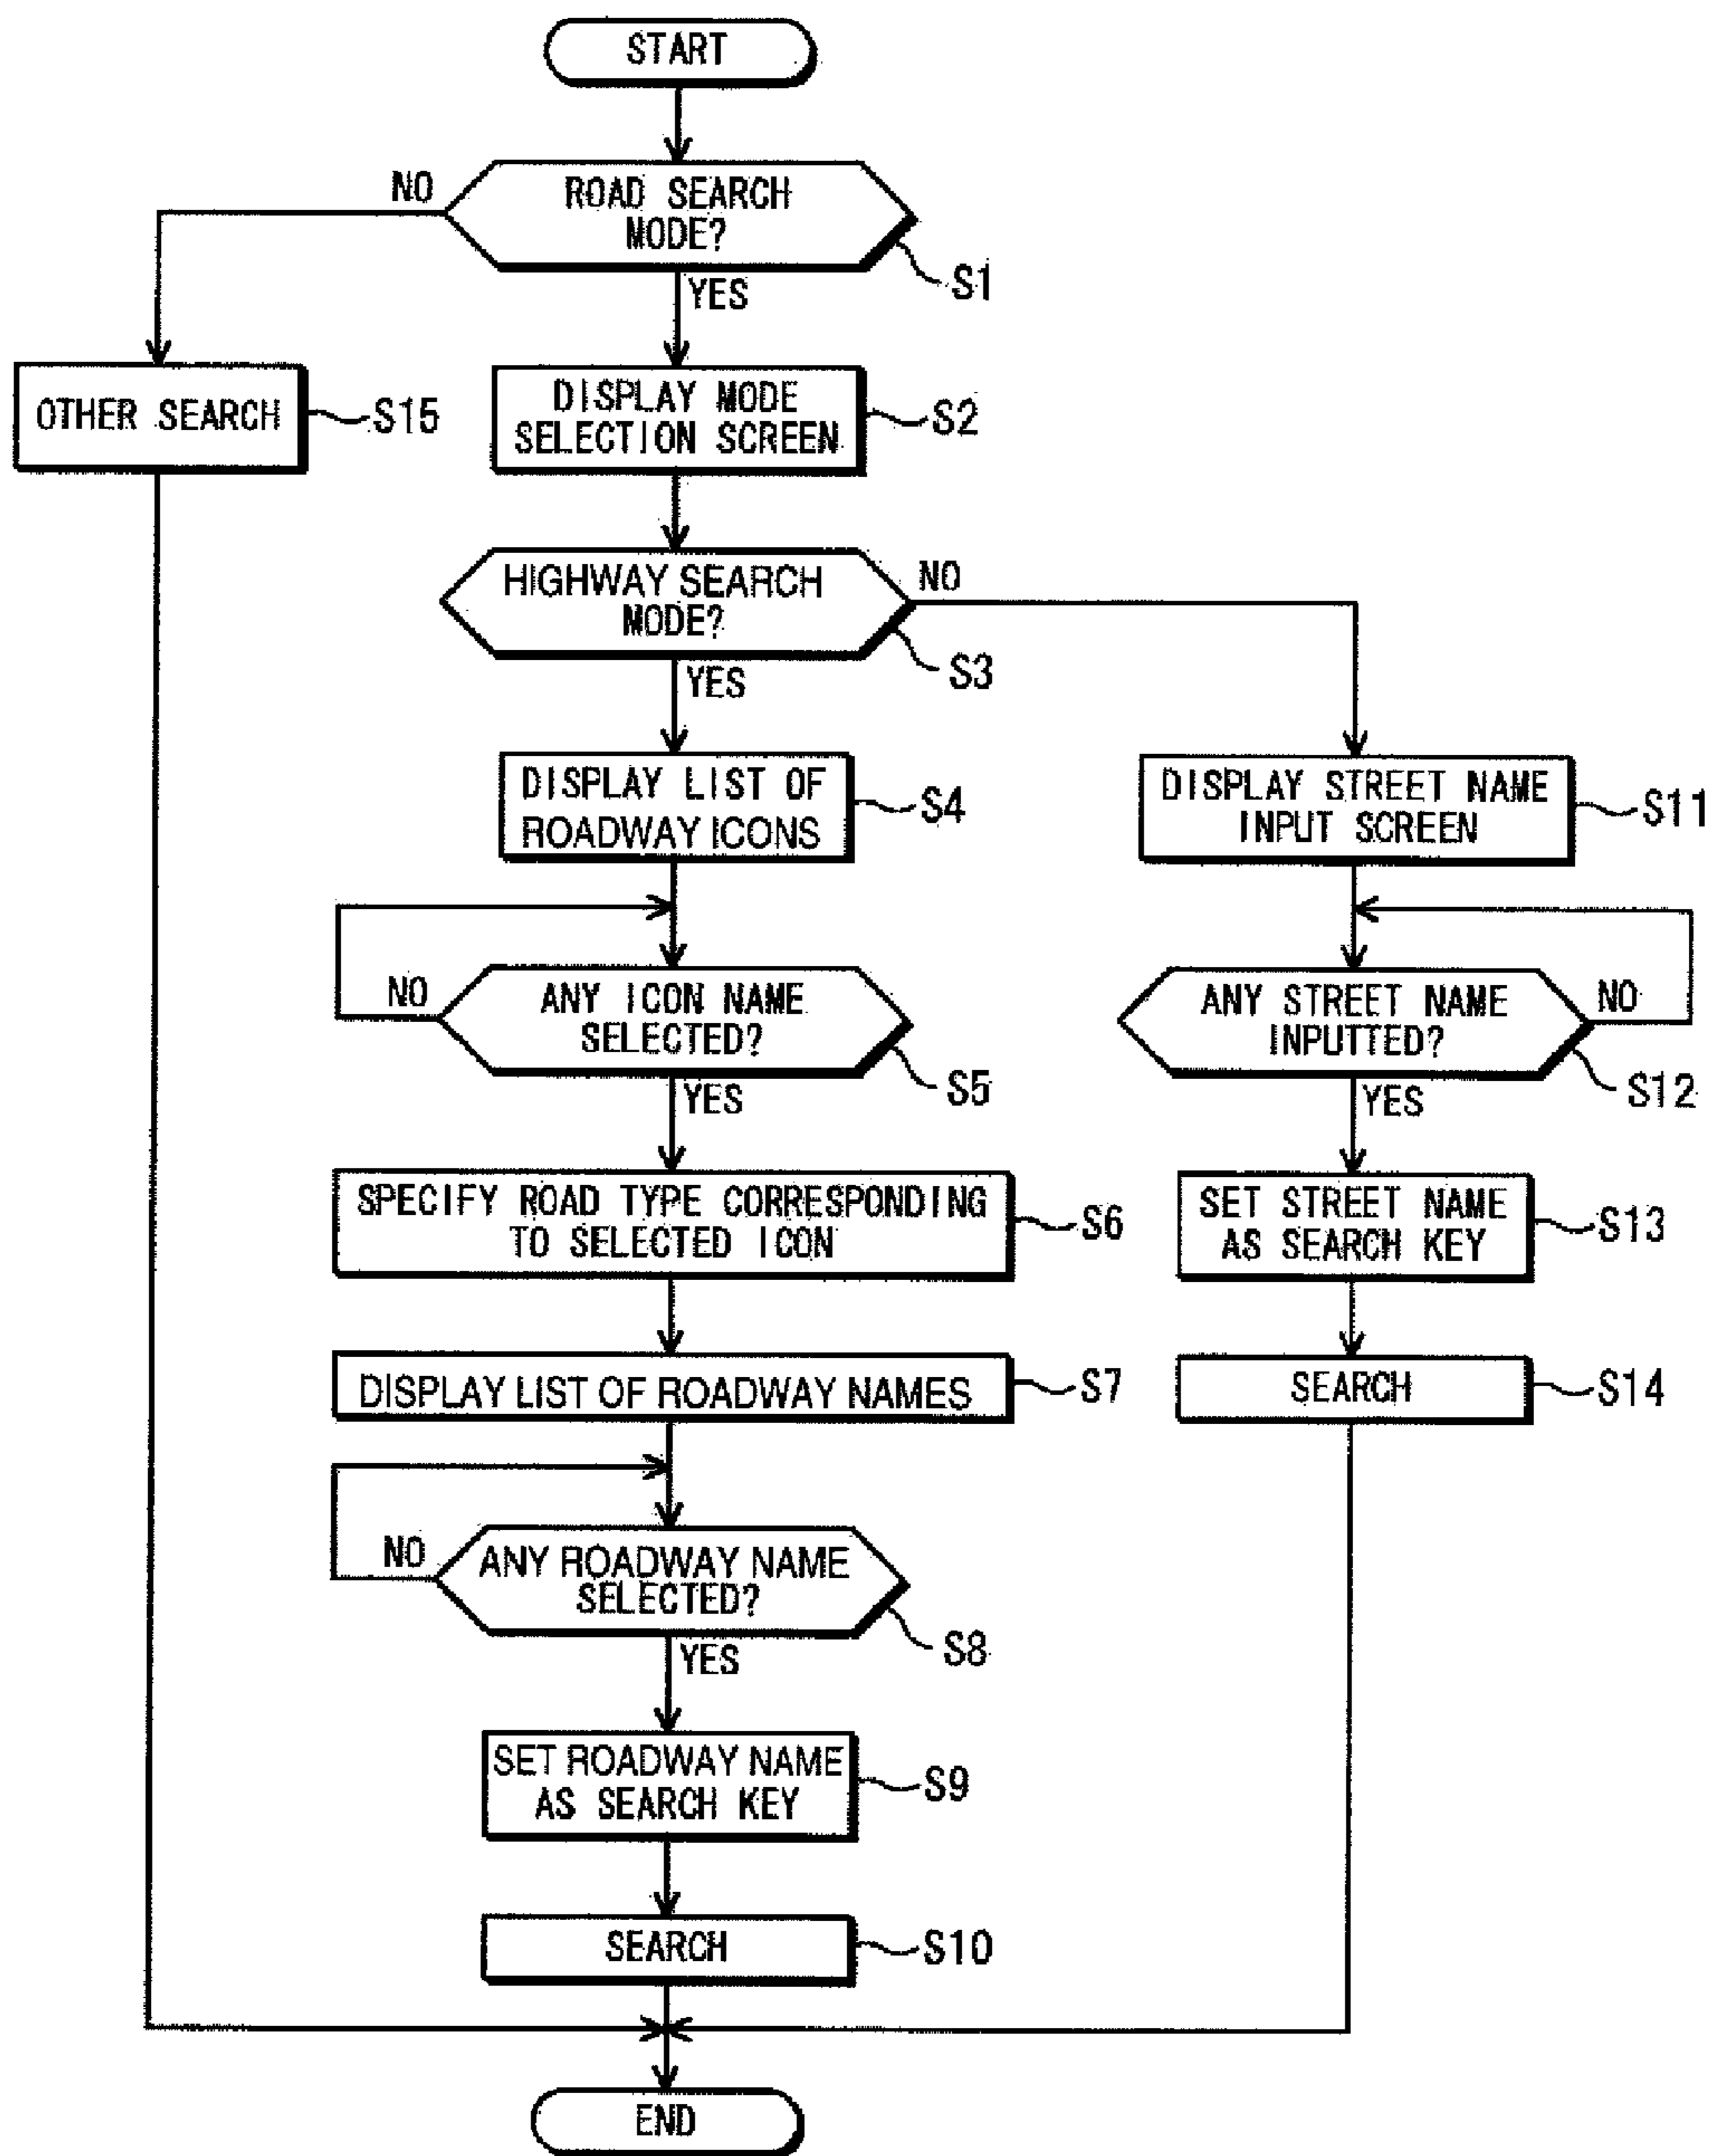 START
NO
ROAD SEARCH
MODE?
S1
YES
OTHER SEARCH
S15
DISPLAY MODE
SELECTION SCREEN
S2
HIGHWAY SEARCH
MODE?
NO
S3
YES
DISPLAY LIST OF
ROADWAY ICONS
S4
DISPLAY STREET NAME
INPUT SCREEN
S11
NO
ANY ICON NAME
SELECTED?
S5
YES
ANY STREET NAME
INPUTTED?
NO
S12
YES
SPECIFY ROAD TYPE CORRESPONDING
TO SELECTED ICON
S6
SET STREET NAME
AS SEARCH KEY
S13
DISPLAY LIST OF ROADWAY NAMES
S7
SEARCH
S14
NO
ANY ROADWAY NAME
SELECTED?
S8
YES
SET ROADWAY NAME
AS SEARCH KEY
S9
SEARCH
S10
END